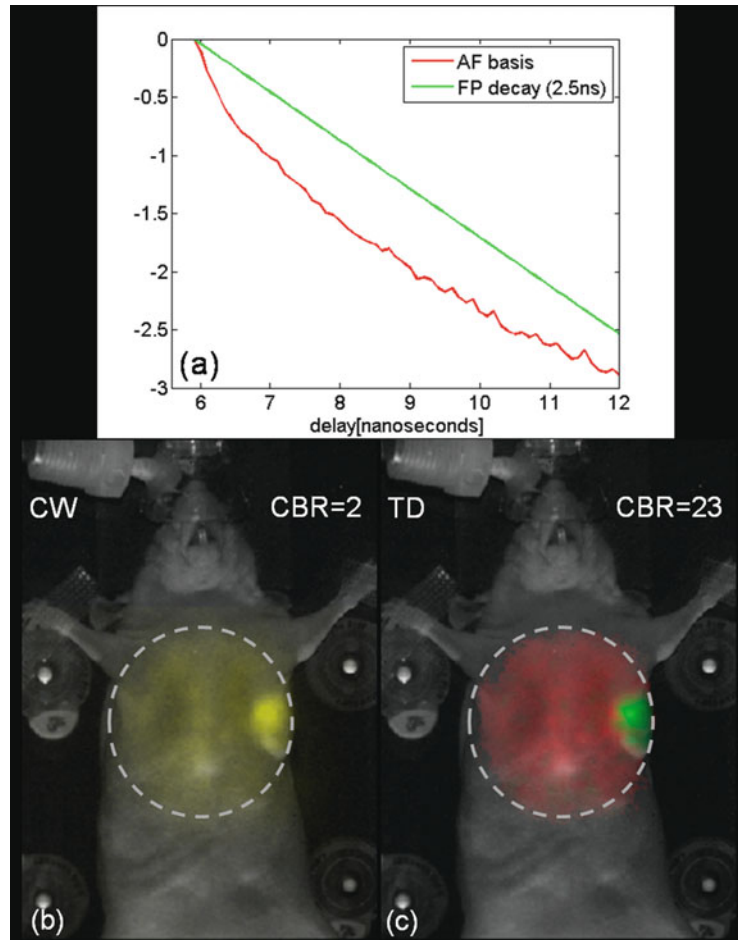 0
-0.5
-1
-1.5
-2
-2.5
-3
AF basis
FP decay (2.5ns)
(a)
6 7 8 9 10 11 12
delay[nanoseconds]
CW CBR=2
TD CBR=23
(b)
(c)